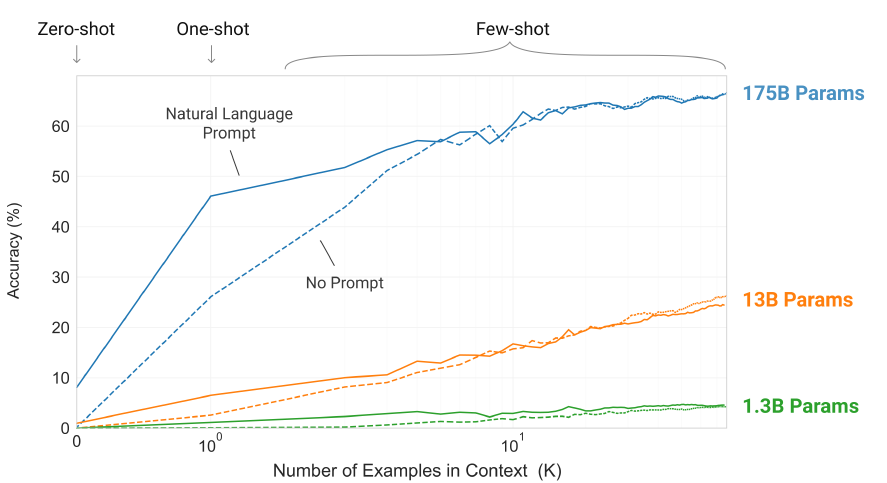 Zero-shot
One-shot
Few-shot
175B Params
Natural Language
Prompt
60
50
40
30
20
10
0
Accuracy (%)
No Prompt
13B Params
1.3B Params
0
10⁰
10¹
Number of Examples in Context (K)